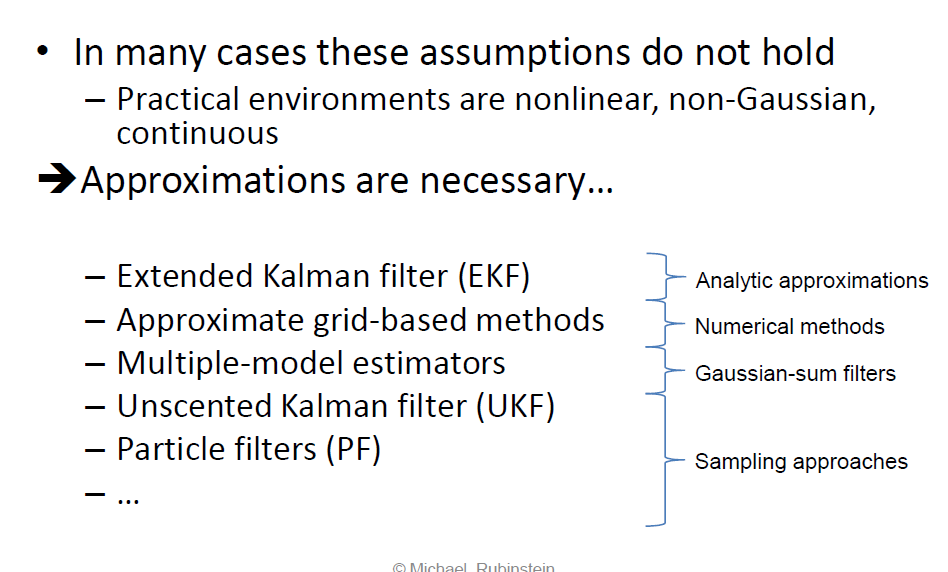 • In many cases these assumptions do not hold
– Practical environments are nonlinear, non-Gaussian,
continuous
➔Approximations are necessary…
– Extended Kalman filter (EKF)
– Approximate grid-based methods
– Multiple-model estimators
– Unscented Kalman filter (UKF)
– Particle filters (PF)
– …
Analytic approximations
Numerical methods
Gaussian-sum filters
Sampling approaches
© Michael Rubinstein